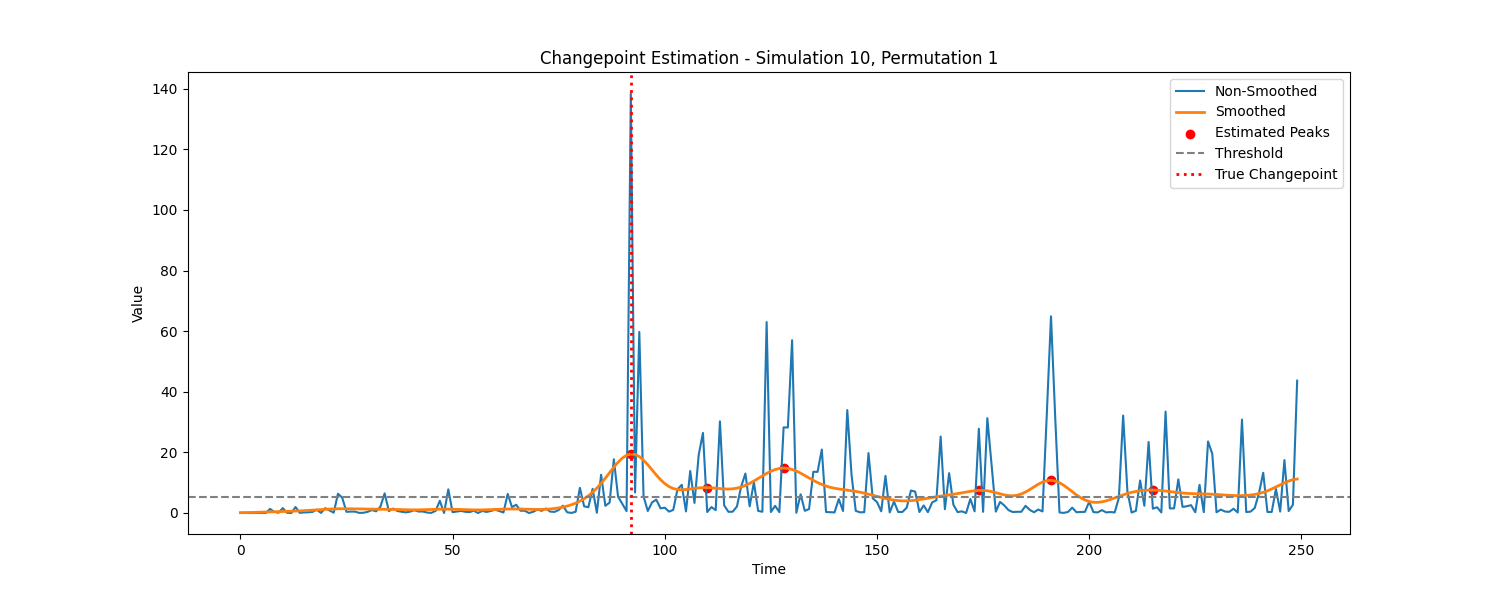 Changepoint Estimation - Simulation 10, Permutation 1
Non-Smoothed
Smoothed
Estimated Peaks
Threshold
True Changepoint
Value
140
120
100
80
60
40
20
0
0 50 100 150 200 250
Time